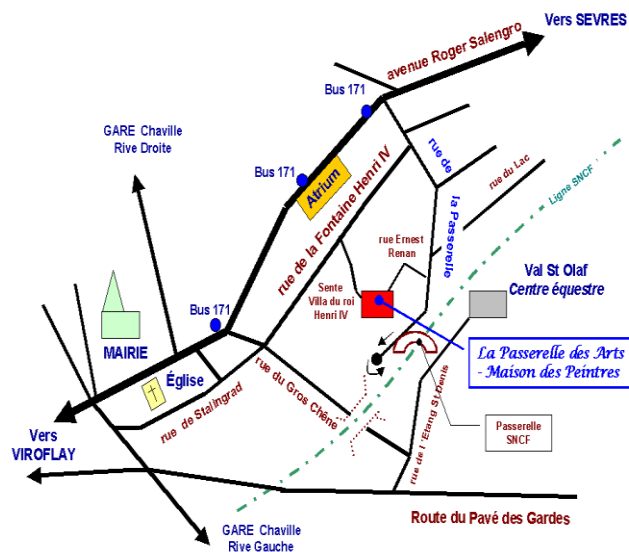 Vers SEVRES
avenue Roger Salengro
Bus 171
GARE Chaville
Rive Droite
Bus 171
Atrium
rue de la Fontaine Henri IV
rue de
la Passerelle
rue du Lac
Ligne SNCF
rue Ernest
Renan
Sente
Villa du roi
Henri IV
Val St Olaf
Centre équestre
Bus 171
MAIRIE
Église
La Passerelle des Arts
- Maison des Peintres
rue de Stalingrad
rue du Gros Chêne
rue de l 'Etang St Denis
Passerelle
SNCF
Vers
VIROFLAY
GARE Chaville
Rive Gauche
Route du Pavé des Gardes